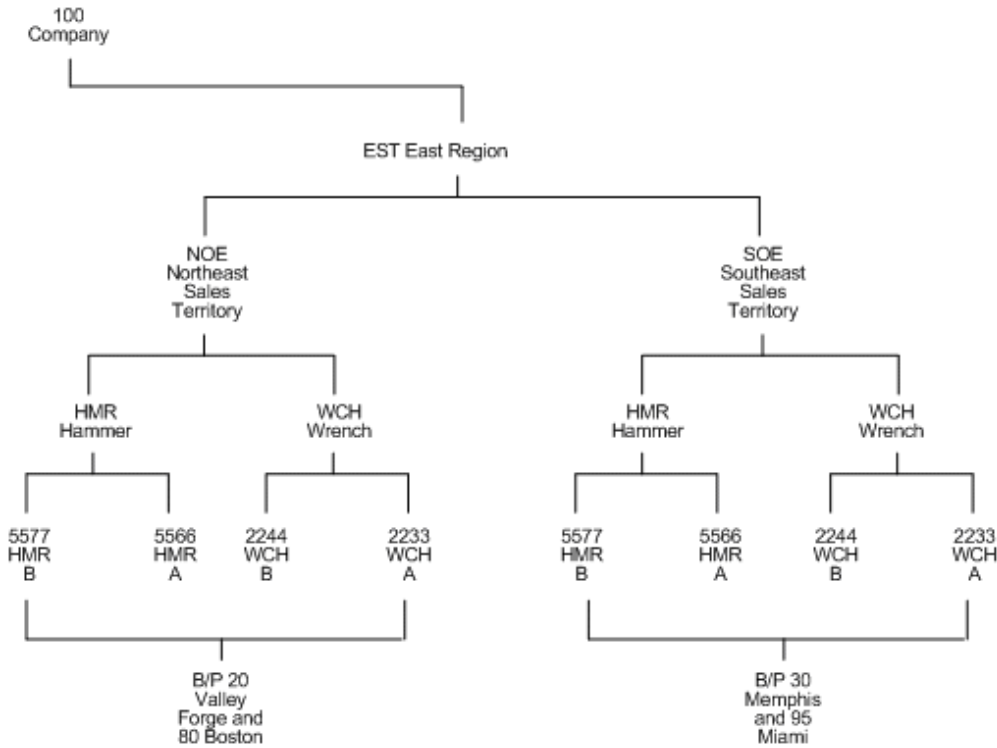 100
Company
EST East Region
NOE
Northeast
Sales
Territory
SOE
Southeast
Sales
Territory
HMR
Hammer
WCH
Wrench
HMR
Hammer
WCH
Wrench
5577
HMR
B
5566
HMR
A
2244
WCH
B
2233
WCH
A
5577
HMR
B
5566
HMR
A
2244
WCH
B
2233
WCH
A
B/P 20
Valley
Forge and
80 Boston
B/P 30
Memphis
and 95
Miami